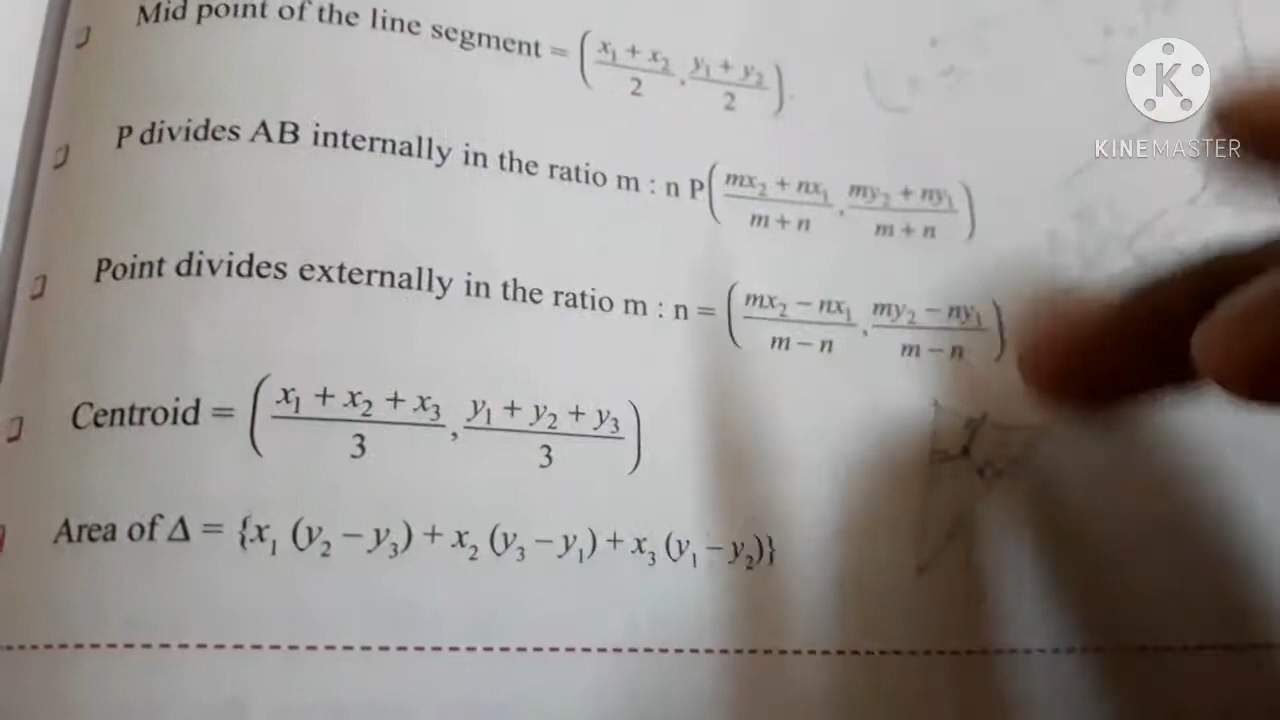 Mid point of the line segment = ( (x₁ + x₂)/2 , (y₁ + y₂)/2 ).
K
KINEMASTER
P divides AB internally in the ratio m : n P( (mx₂ + nx₁)/(m + n) , (my₂ + ny₁)/(m + n) )
Point divides externally in the ratio m : n = ( (mx₂ − nx₁)/(m − n) , (my₂ − ny₁)/(m − n) )
Centroid = ( (x₁ + x₂ + x₃)/3 , (y₁ + y₂ + y₃)/3 )
Area of Δ = {x₁ (y₂ − y₃) + x₂ (y₃ − y₁) + x₃ (y₁ − y₂)}